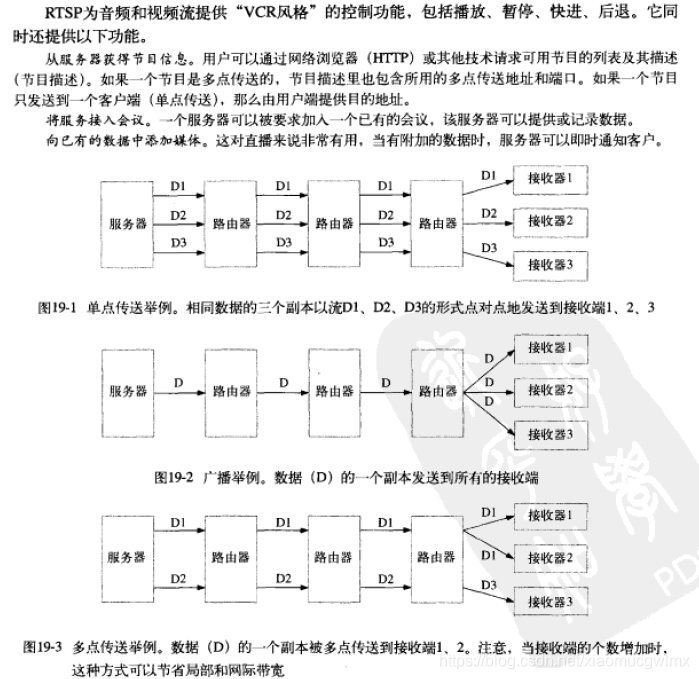 RTSP为音频和视频流提供“VCR风格”的控制功能，包括播放、暂停、快进、后退。它同
时还提供以下功能。
从服务器获得节目信息。用户可以通过网络浏览器（HTTP）或其他技术请求可用节目的列表及其描述
(节目描述)。如果一个节目是多点传送的，节目描述里也包含所用的多点传送地址和端口。如果一个节目
只发送到一个客户端（单点传送），那么由用户端提供目的地址。
将服务接入会议。一个服务器可以被要求加入一个已有的会议，该服务器可以提供或记录数据。
向已有的数据中添加媒体。这对直播来说非常有用，当有附加的数据时，服务器可以即时通知客户。
D1 D1 D1 D1 接收器1
服务器 D2 路由器 D2 路由器 D2 路由器 D2 接收器2
D3 D3 D3 D3 接收器3
图19-1 单点传送举例。相同数据的三个副本以流D1、D2、D3的形式点对点地发送到接收端1、2、3
D 接收器1
服务器 D 路由器 D 路由器 D 路由器 D 接收器2
D 接收器3
图19-2 广播举例。数据（D）的一个副本发送到所有的接收端
D1 D1 D1 D1 接收器1
服务器 路由器 路由器 路由器 D1 接收器2
D2 D2 D2 D3 接收器3
图19-3 多点传送举例。数据（D）的一个副本被多点传送到接收端1、2。注意，当接收端的个数增加时，
这种方式可以节省局部和网际带宽
PD
https://blog.csdn.net/xiaomucgwlmx